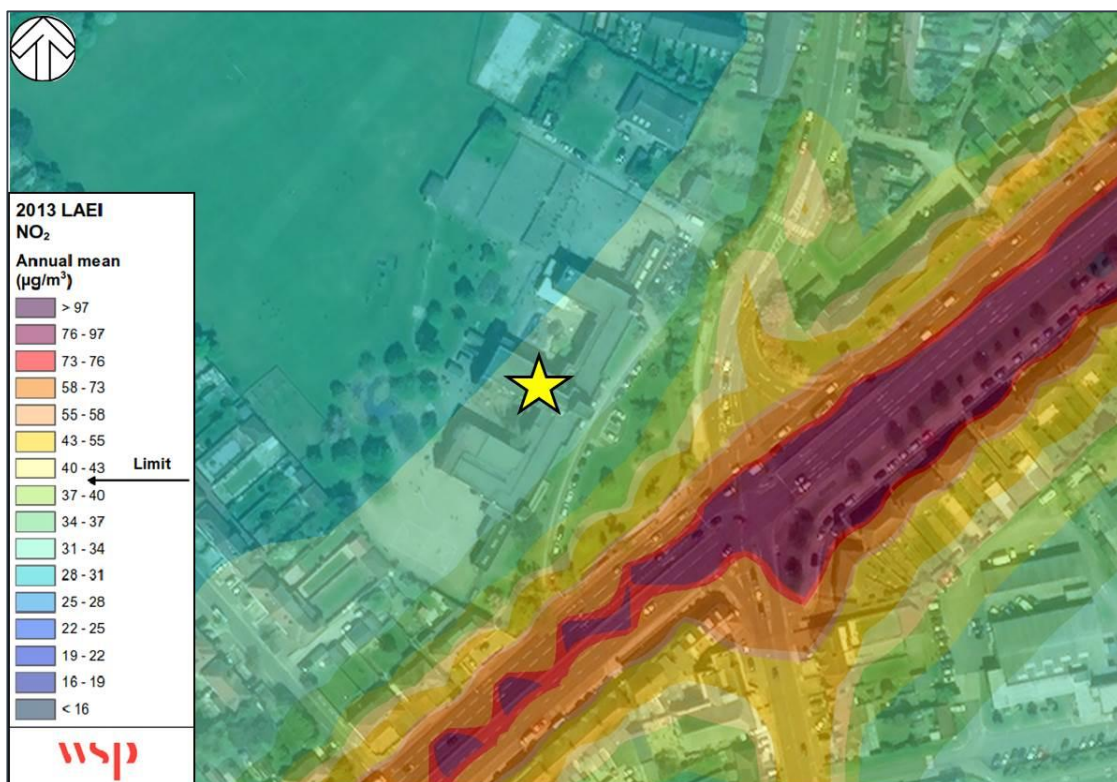 2013 LAEI
NO₂
Annual mean
(µg/m³)
> 97
76 - 97
73 - 76
58 - 73
55 - 58
43 - 55
40 - 43
Limit
37 - 40
34 - 37
31 - 34
28 - 31
25 - 28
22 - 25
19 - 22
16 - 19
< 16
wsp